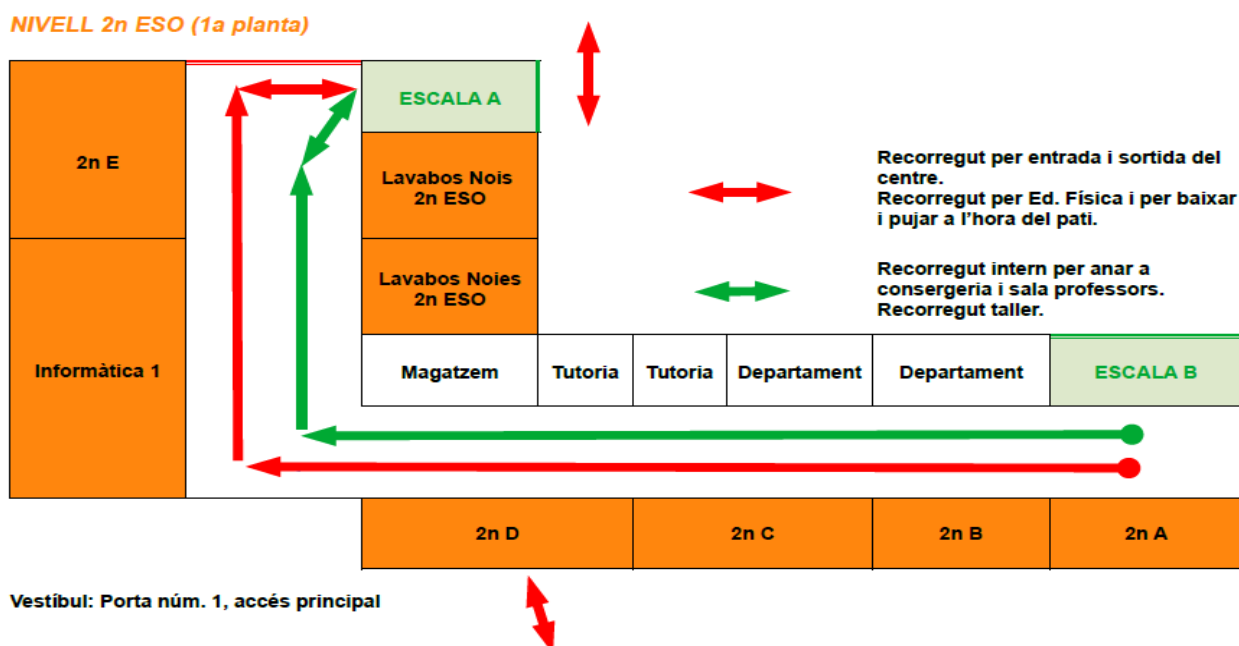 NIVELL 2n ESO (1a planta)
ESCALA A
2n E
Lavabos Nois
2n ESO
Recorregut per entrada i sortida del
centre.
Recorregut per Ed. Física i per baixar
i pujar a l'hora del pati.
Lavabos Noies
2n ESO
Recorregut intern per anar a
consergeria i sala professors.
Recorregut taller.
Informàtica 1
Magatzem
Tutoria
Tutoria
Departament
Departament
ESCALA B
2n D
2n C
2n B
2n A
Vestíbul: Porta núm. 1, accés principal